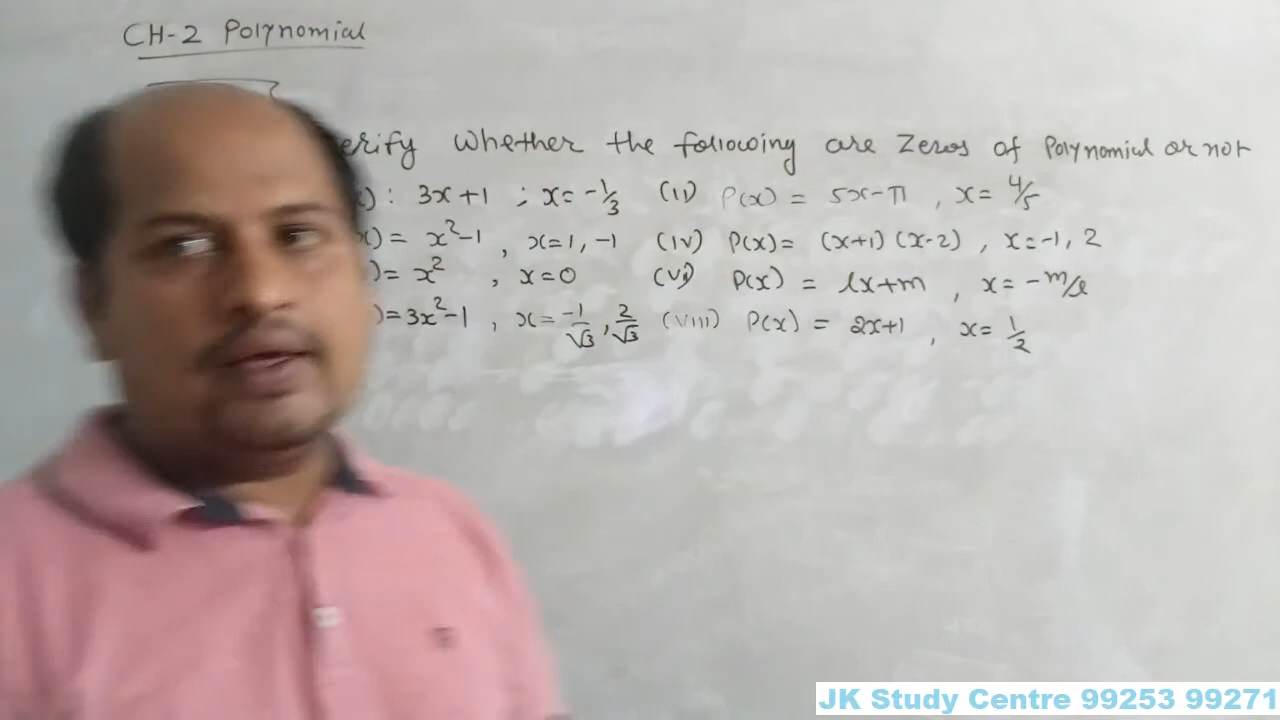 CH-2 Polynomial
erify whether the following are Zeros of Polynomial or not
): 3x+1 ; x=-1/3 (ii) P(x) = 5x-π , x= 4/5
x)= x²-1 , x=1, -1 (iv) P(x)= (x+1) (x-2) , x=-1, 2
)= x² , x=0 (vi) P(x) = lx+m , x= -m/l
)=3x²-1 , x= -1/√3 , 2/√3 (viii) P(x) = 2x+1 , x= 1/2
JK Study Centre 99253 99271